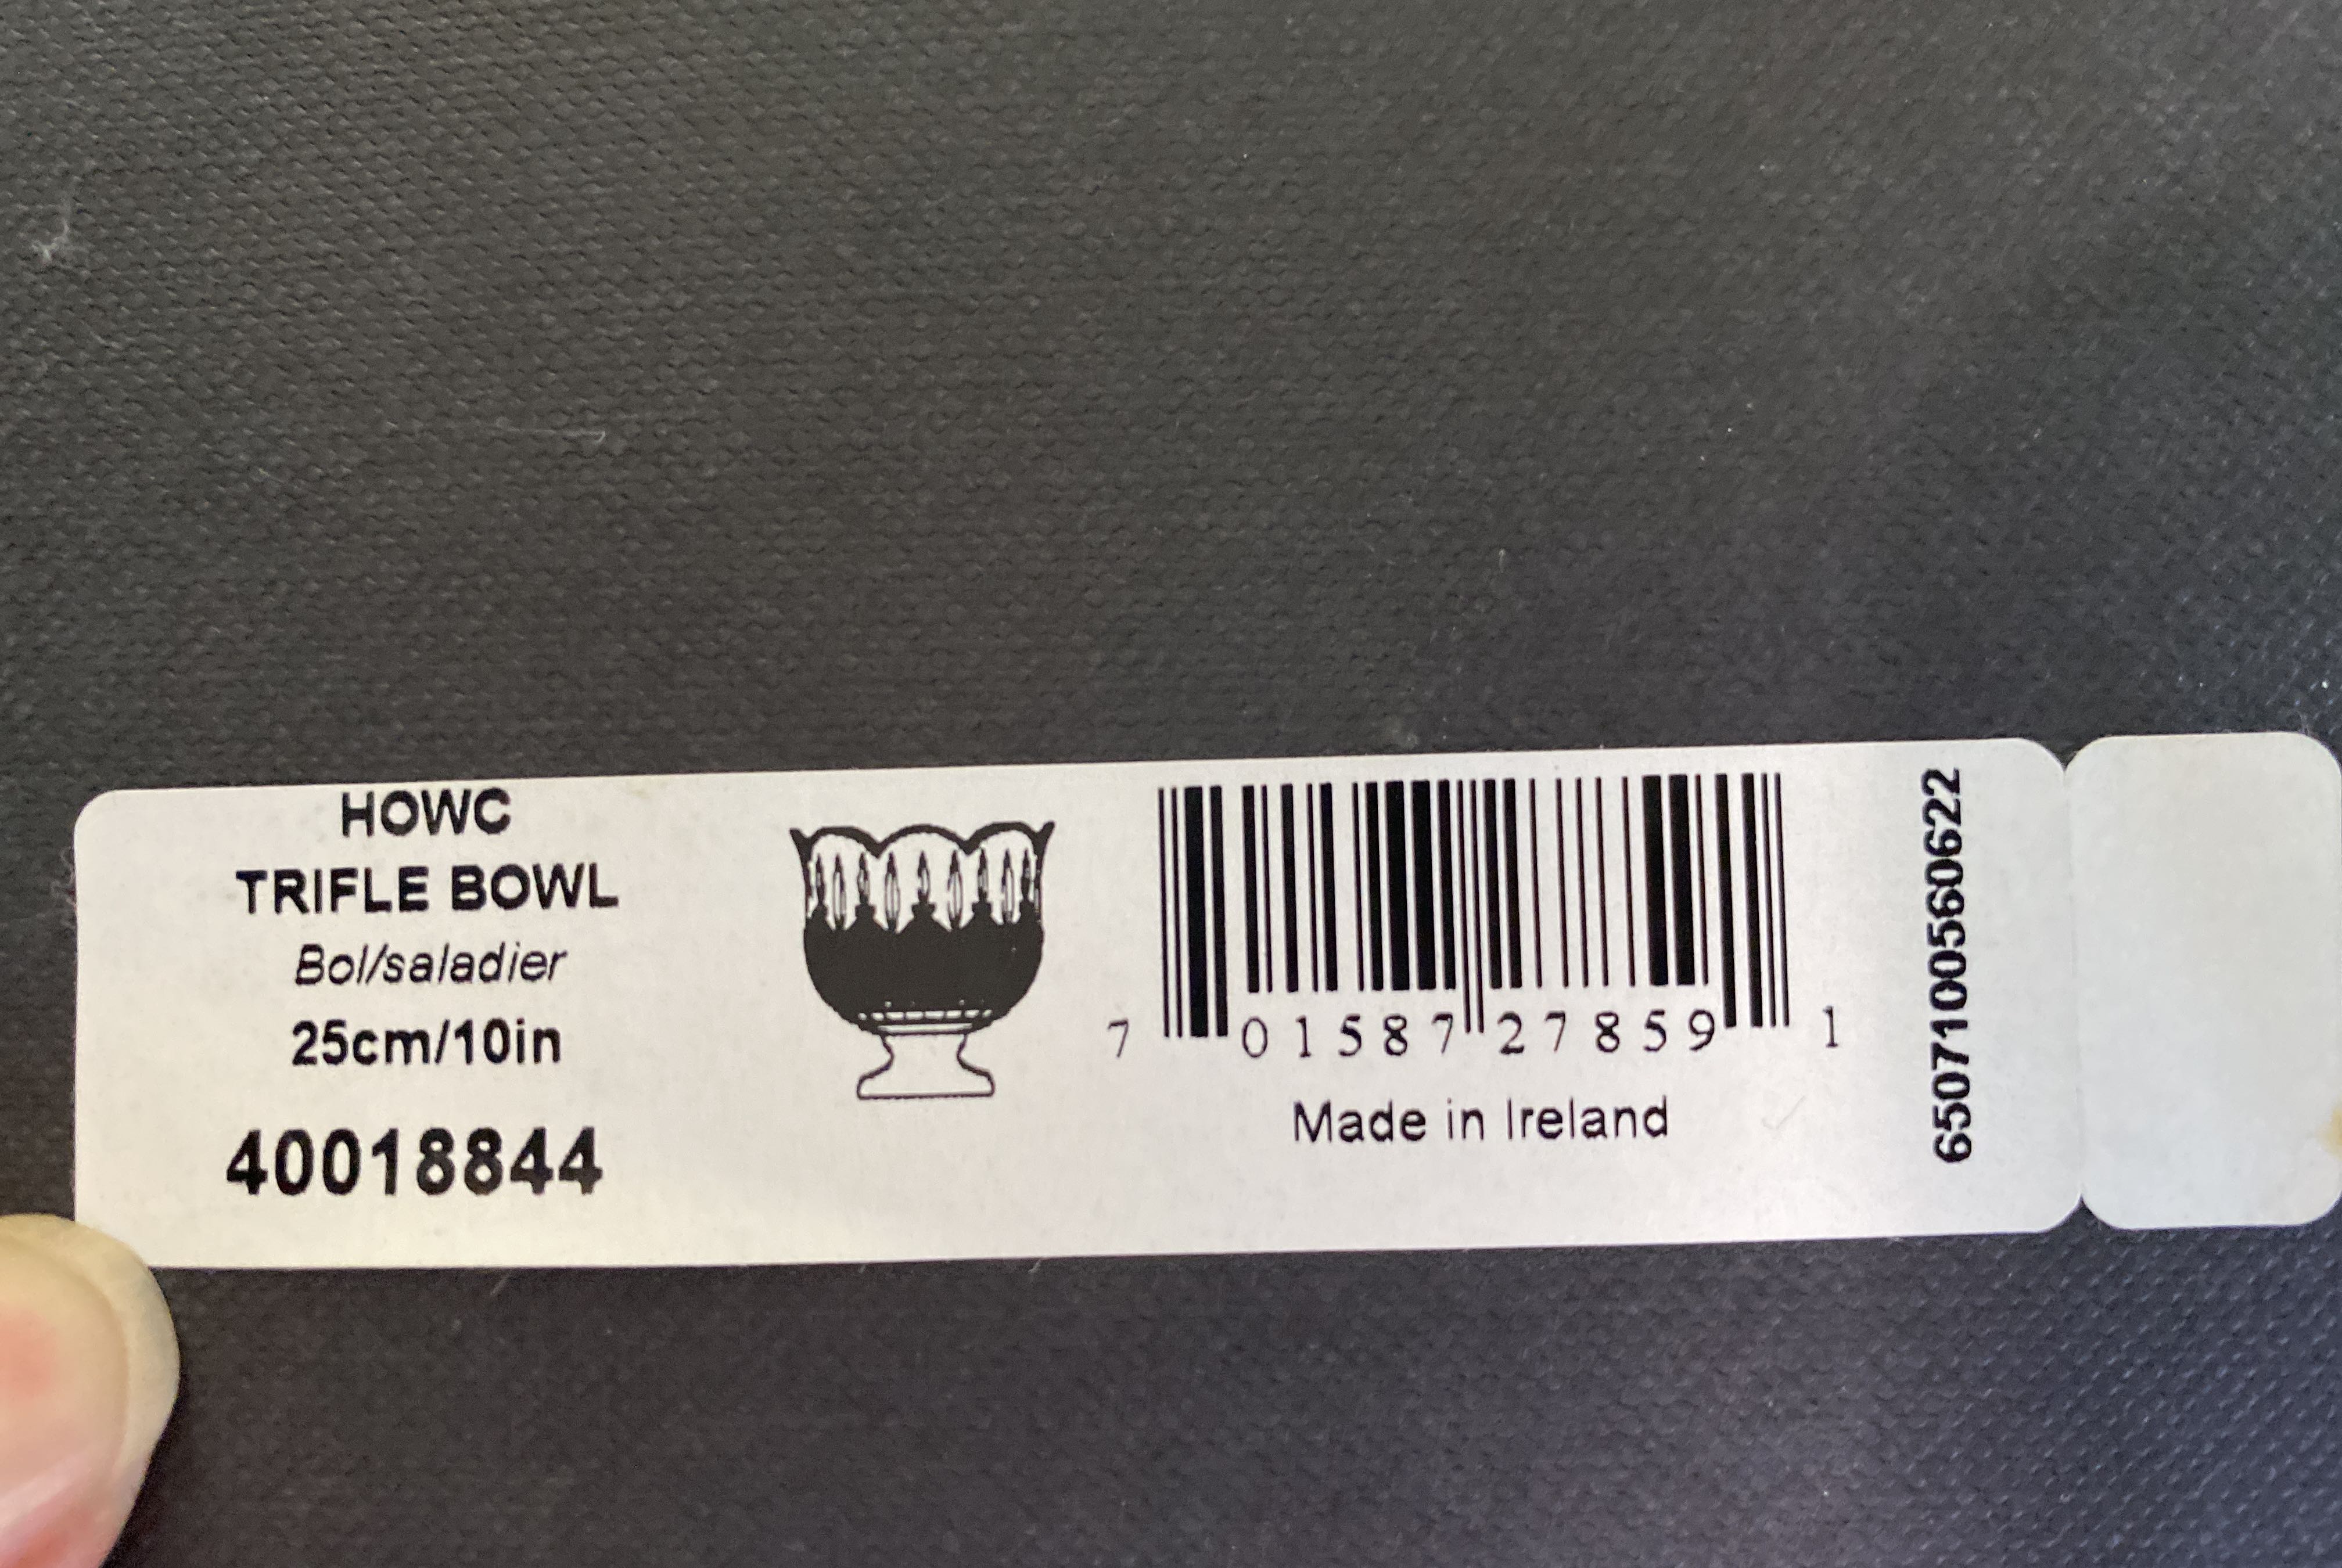 HOWC
TRIFLE BOWL
Bol/saladier
25cm/10in
40018844
7 01587 27859 1
Made in Ireland
6507100560622